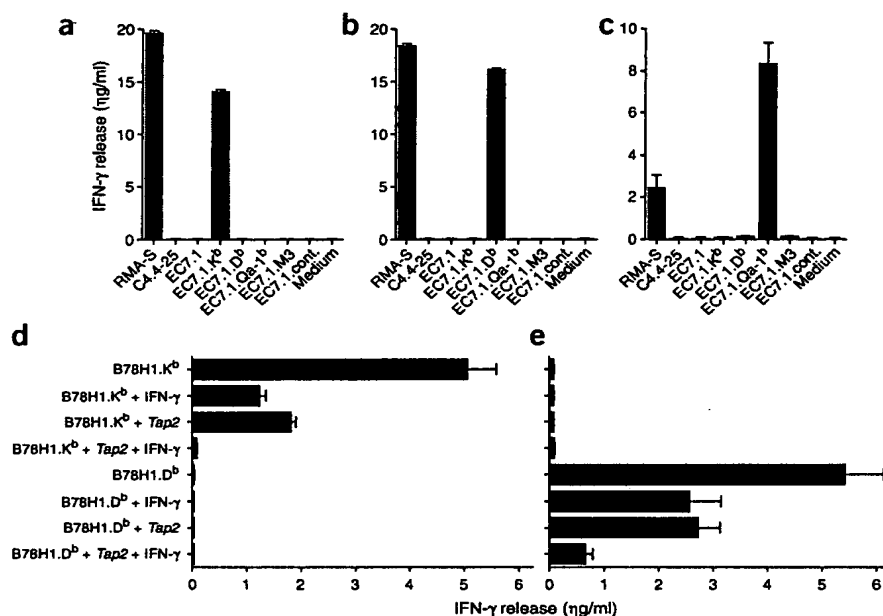 a
b
c
IFN-γ release (ηg/ml)
20
15
10
5
0
20
15
10
5
0
10
8
6
4
2
0
RMA-S
C4.4-25
EC7.1
EC7.1.Kb
EC7.1.Db
EC7.1.Qa-1b
EC7.1.M3
EC7.1.cont.
Medium
RMA-S
C4.4-25
EC7.1
EC7.1.Kb
EC7.1.Db
EC7.1.Qa-1b
EC7.1.M3
EC7.1.cont.
Medium
RMA-S
C4.4-25
EC7.1
EC7.1.Kb
EC7.1.Db
EC7.1.Qa-1b
EC7.1.M3
EC7.1.cont.
Medium
d
e
B78H1.Kb
B78H1.Kb + IFN-γ
B78H1.Kb + Tap2
B78H1.Kb + Tap2 + IFN-γ
B78H1.Db
B78H1.Db + IFN-γ
B78H1.Db + Tap2
B78H1.Db + Tap2 + IFN-γ
0 1 2 3 4 5 6
0 1 2 3 4 5 6
IFN-γ release (ηg/ml)